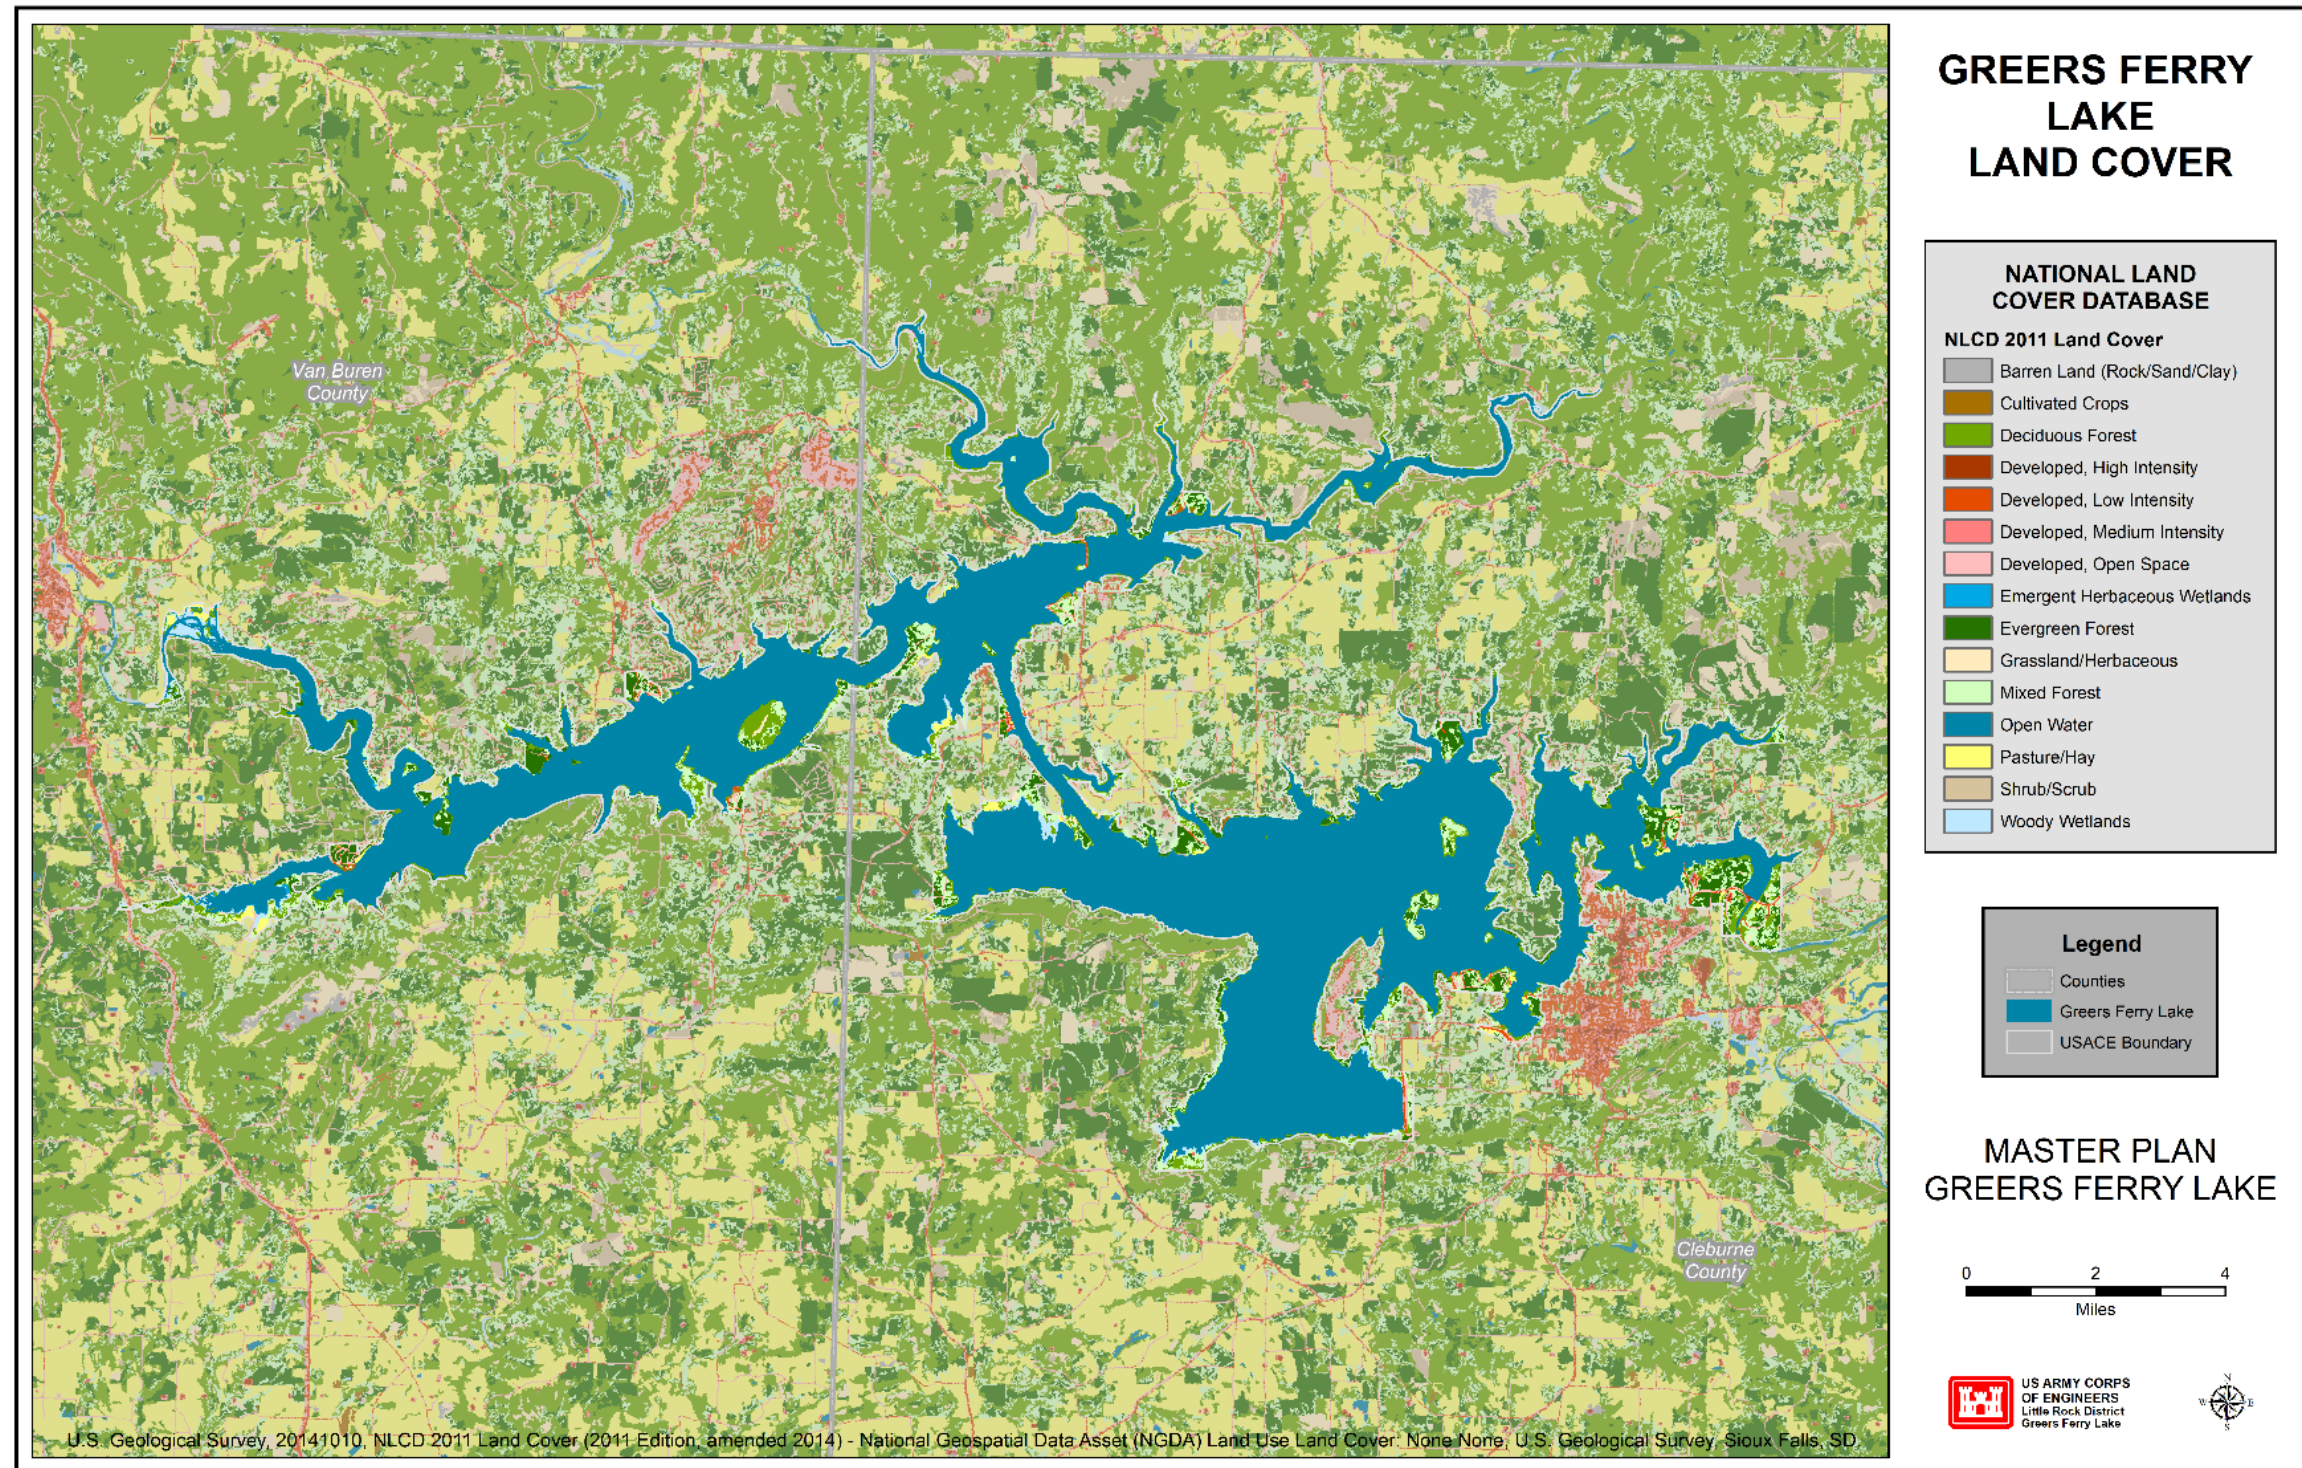 GREERS FERRY
LAKE
LAND COVER
NATIONAL LAND
COVER DATABASE
NLCD 2011 Land Cover
Barren Land (Rock/Sand/Clay)
Cultivated Crops
Deciduous Forest
Developed, High Intensity
Developed, Low Intensity
Developed, Medium Intensity
Developed, Open Space
Emergent Herbaceous Wetlands
Evergreen Forest
Grassland/Herbaceous
Mixed Forest
Open Water
Pasture/Hay
Shrub/Scrub
Woody Wetlands
Legend
Counties
Greers Ferry Lake
USACE Boundary
MASTER PLAN
GREERS FERRY LAKE
0 2 4
Miles
US ARMY CORPS
OF ENGINEERS
Little Rock District
Greers Ferry Lake
N
W E
S
Van Buren
County
Cleburne
County
U.S. Geological Survey, 20141010, NLCD 2011 Land Cover (2011 Edition, amended 2014) - National Geospatial Data Asset (NGDA) Land Use Land Cover: None None, U.S. Geological Survey, Sioux Falls, SD